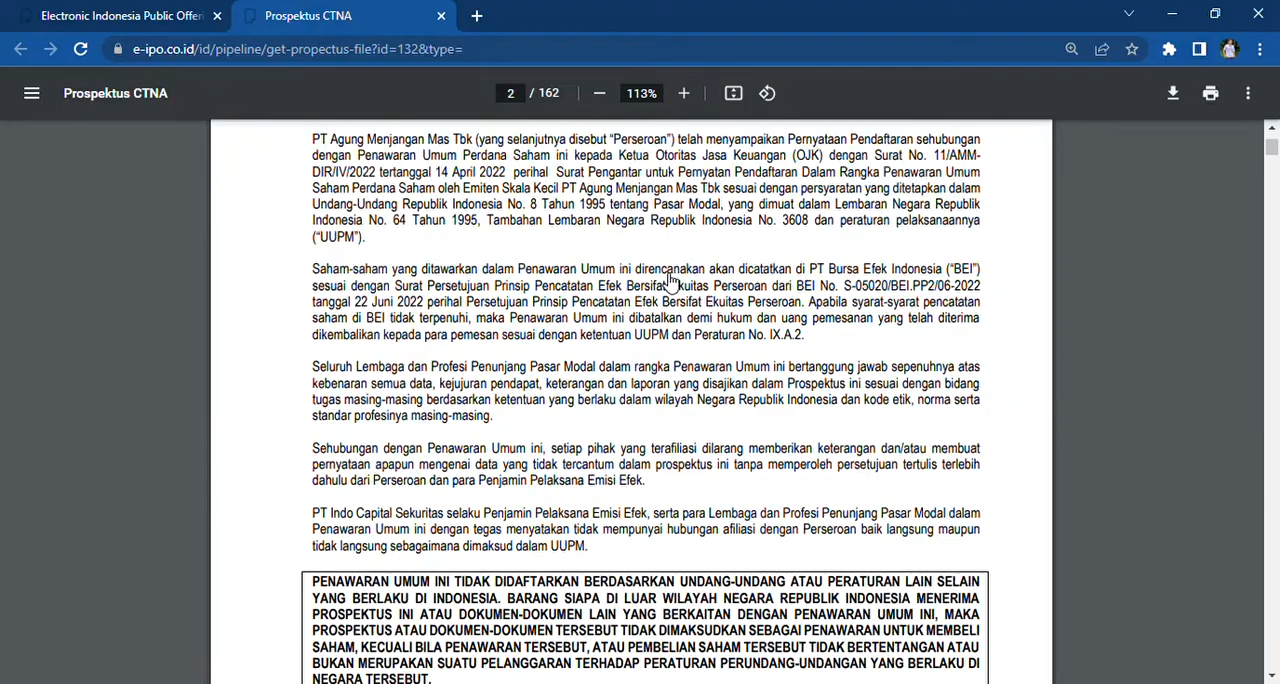 Electronic Indonesia Public Offeri
Prospektus CTNA
e-ipo.co.id/id/pipeline/get-propectus-file?id=132&type=
Prospektus CTNA
2 / 162
113%
PT Agung Menjangan Mas Tbk (yang selanjutnya disebut “Perseroan”) telah menyampaikan Pernyataan Pendaftaran sehubungan
dengan Penawaran Umum Perdana Saham ini kepada Ketua Otoritas Jasa Keuangan (OJK) dengan Surat No. 11/AMM-
DIR/IV/2022 tertanggal 14 April 2022 perihal Surat Pengantar untuk Pernyatan Pendaftaran Dalam Rangka Penawaran Umum
Saham Perdana Saham oleh Emiten Skala Kecil PT Agung Menjangan Mas Tbk sesuai dengan persyaratan yang ditetapkan dalam
Undang-Undang Republik Indonesia No. 8 Tahun 1995 tentang Pasar Modal, yang dimuat dalam Lembaran Negara Republik
Indonesia No. 64 Tahun 1995, Tambahan Lembaran Negara Republik Indonesia No. 3608 dan peraturan pelaksanaannya
(“UUPM”).
Saham-saham yang ditawarkan dalam Penawaran Umum ini direncanakan akan dicatatkan di PT Bursa Efek Indonesia (“BEI”)
sesuai dengan Surat Persetujuan Prinsip Pencatatan Efek Bersifat Ekuitas Perseroan dari BEI No. S-05020/BEI.PP2/06-2022
tanggal 22 Juni 2022 perihal Persetujuan Prinsip Pencatatan Efek Bersifat Ekuitas Perseroan. Apabila syarat-syarat pencatatan
saham di BEI tidak terpenuhi, maka Penawaran Umum ini dibatalkan demi hukum dan uang pemesanan yang telah diterima
dikembalikan kepada para pemesan sesuai dengan ketentuan UUPM dan Peraturan No. IX.A.2.
Seluruh Lembaga dan Profesi Penunjang Pasar Modal dalam rangka Penawaran Umum ini bertanggung jawab sepenuhnya atas
kebenaran semua data, kejujuran pendapat, keterangan dan laporan yang disajikan dalam Prospektus ini sesuai dengan bidang
tugas masing-masing berdasarkan ketentuan yang berlaku dalam wilayah Negara Republik Indonesia dan kode etik, norma serta
standar profesinya masing-masing.
Sehubungan dengan Penawaran Umum ini, setiap pihak yang terafiliasi dilarang memberikan keterangan dan/atau membuat
pernyataan apapun mengenai data yang tidak tercantum dalam prospektus ini tanpa memperoleh persetujuan tertulis terlebih
dahulu dari Perseroan dan para Penjamin Pelaksana Emisi Efek.
PT Indo Capital Sekuritas selaku Penjamin Pelaksana Emisi Efek, serta para Lembaga dan Profesi Penunjang Pasar Modal dalam
Penawaran Umum ini dengan tegas menyatakan tidak mempunyai hubungan afiliasi dengan Perseroan baik langsung maupun
tidak langsung sebagaimana dimaksud dalam UUPM.
PENAWARAN UMUM INI TIDAK DIDAFTARKAN BERDASARKAN UNDANG-UNDANG ATAU PERATURAN LAIN SELAIN
YANG BERLAKU DI INDONESIA. BARANG SIAPA DI LUAR WILAYAH NEGARA REPUBLIK INDONESIA MENERIMA
PROSPEKTUS INI ATAU DOKUMEN-DOKUMEN LAIN YANG BERKAITAN DENGAN PENAWARAN UMUM INI, MAKA
PROSPEKTUS ATAU DOKUMEN-DOKUMEN TERSEBUT TIDAK DIMAKSUDKAN SEBAGAI PENAWARAN UNTUK MEMBELI
SAHAM, KECUALI BILA PENAWARAN TERSEBUT, ATAU PEMBELIAN SAHAM TERSEBUT TIDAK BERTENTANGAN ATAU
BUKAN MERUPAKAN SUATU PELANGGARAN TERHADAP PERATURAN PERUNDANG-UNDANGAN YANG BERLAKU DI
NEGARA TERSEBUT.